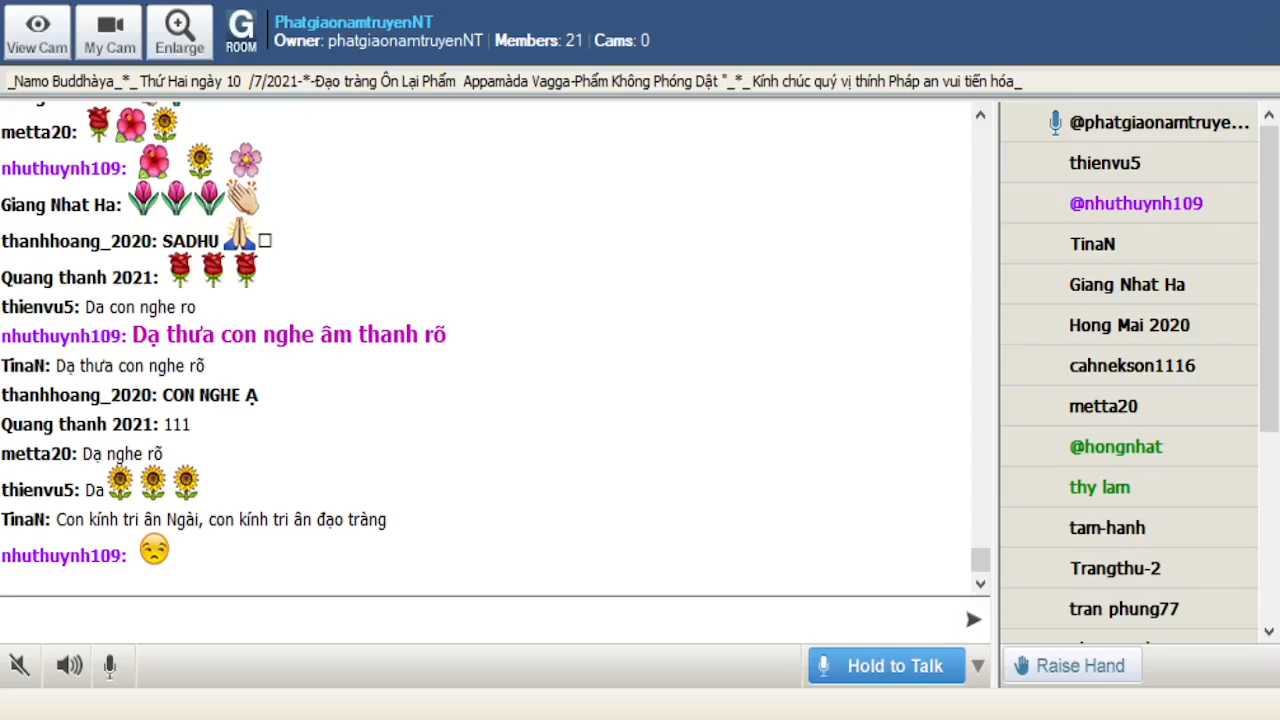 View Cam
My Cam
Enlarge
G
ROOM
PhatgiaonamtruyenNT
Owner: phatgiaonamtruyenNT | Members: 21 | Cams: 0
_Namo Buddhàya_*_ Thứ Hai ngày 10 /7/2021-*-Đạo tràng Ôn Lại Phẩm Appamàda Vagga-Phẩm Không Phóng Dật "_*_ Kính chúc quý vị thính Pháp an vui tiến hóa_
metta20:
nhuthuynh109:
Giang Nhat Ha:
thanhhoang_2020: SADHU
Quang thanh 2021:
thienvu5: Da con nghe ro
nhuthuynh109: Dạ thưa con nghe âm thanh rõ
TinaN: Dạ thưa con nghe rõ
thanhhoang_2020: CON NGHE Ạ
Quang thanh 2021: 111
metta20: Dạ nghe rõ
thienvu5: Da
TinaN: Con kính tri ân Ngài, con kính tri ân đạo tràng
nhuthuynh109:
@phatgiaonamtruye...
thienvu5
@nhuthuynh109
TinaN
Giang Nhat Ha
Hong Mai 2020
cahnekson1116
metta20
@hongnhat
thy lam
tam-hanh
Trangthu-2
tran phung77
Hold to Talk
Raise Hand